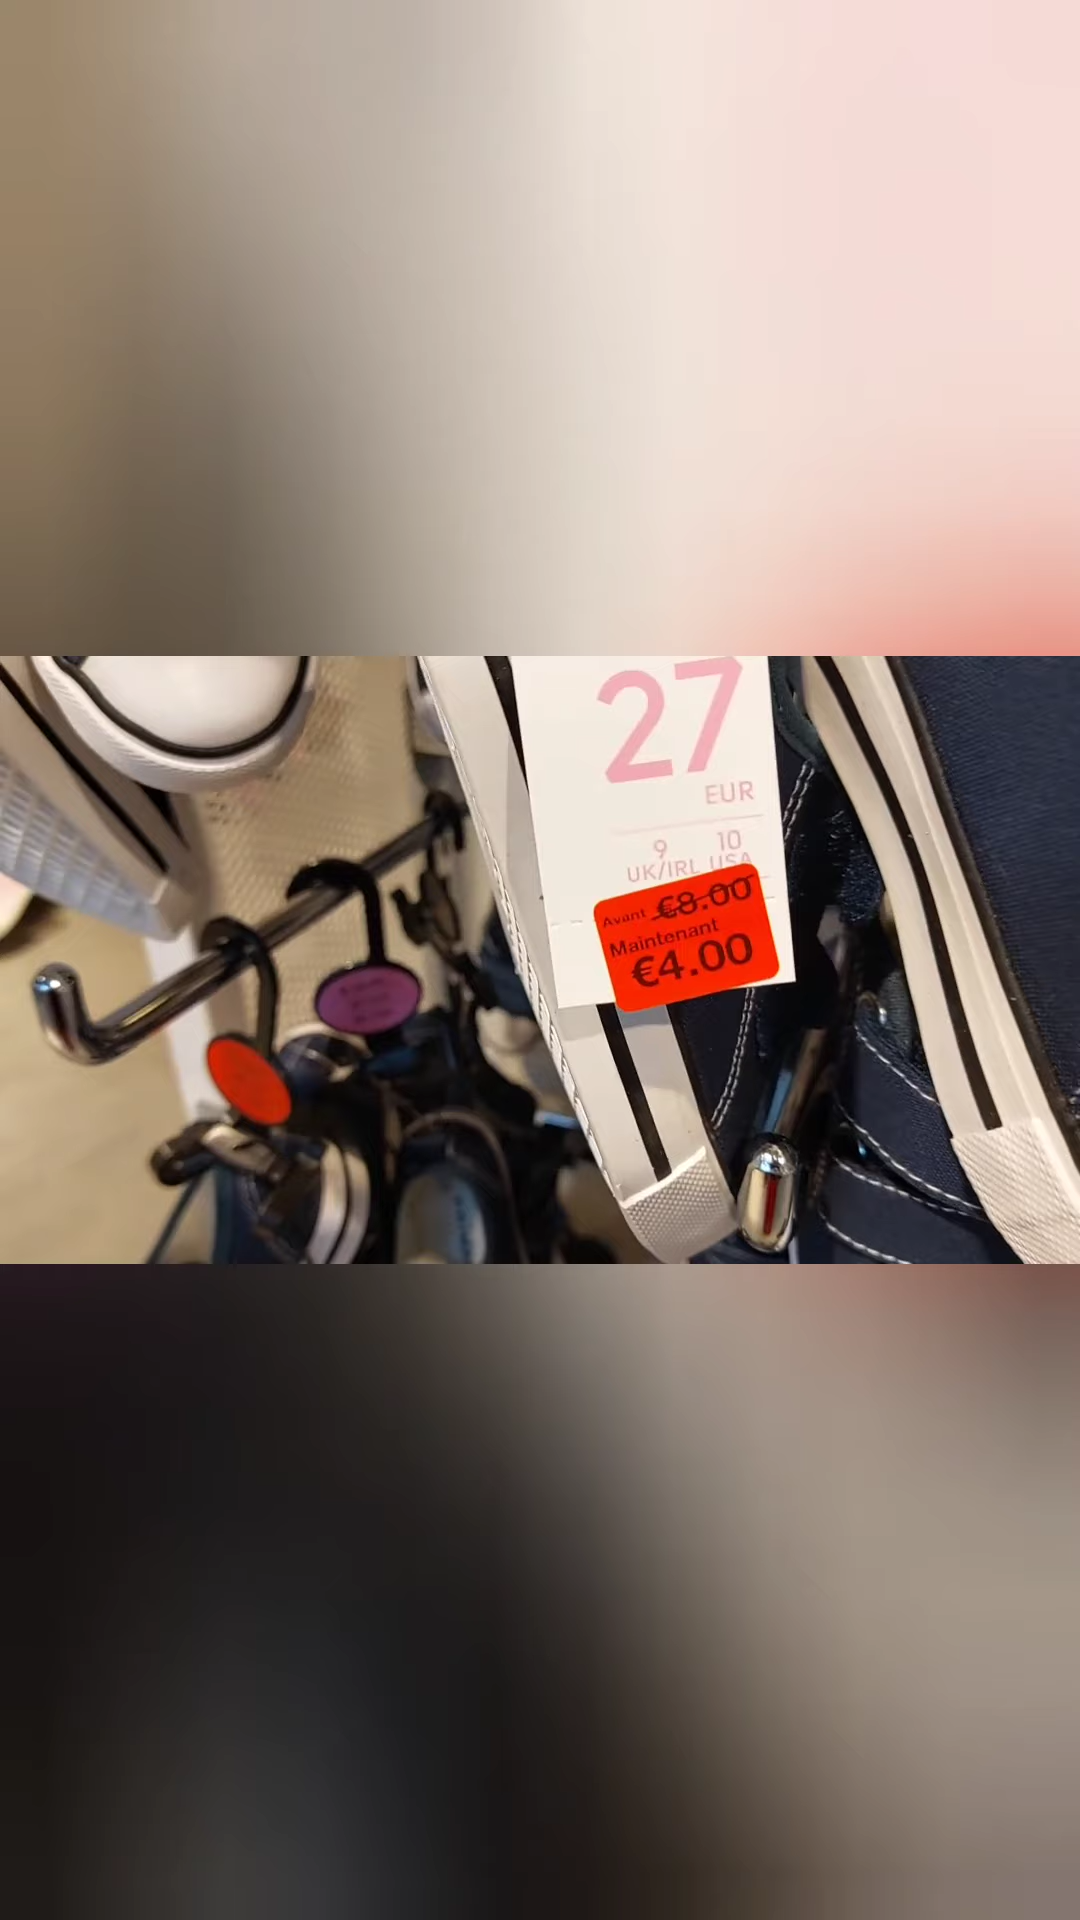 27
EUR
9 10
UK/IRL USA
Avant €8.00
Maintenant
€4.00